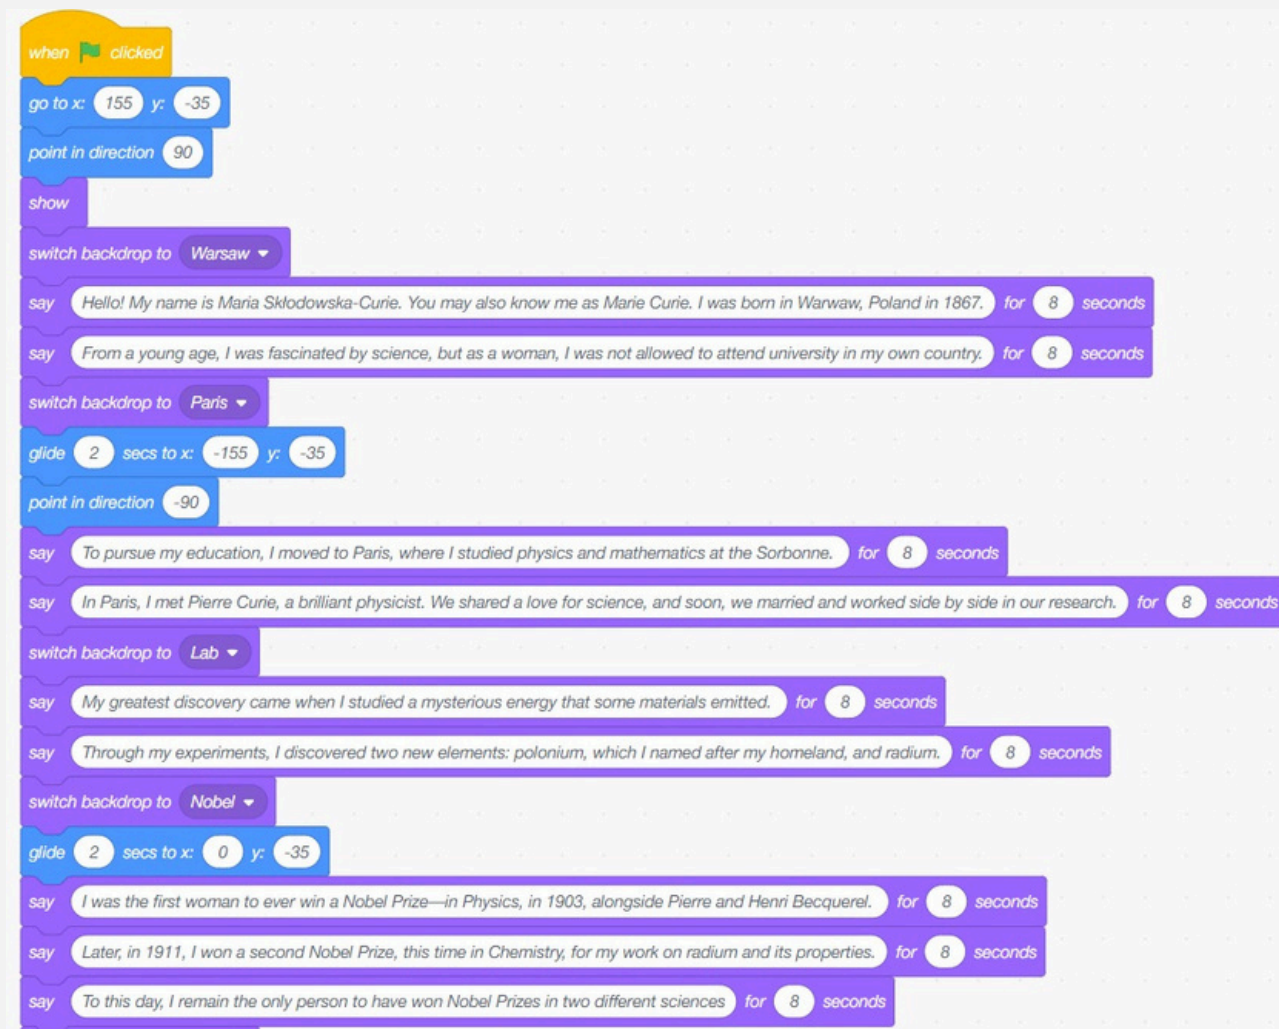 when clicked
go to x: 155 y: -35
point in direction 90
show
switch backdrop to Warsaw
say Hello! My name is Maria Skłodowska-Curie. You may also know me as Marie Curie. I was born in Warwaw, Poland in 1867. for 8 seconds
say From a young age, I was fascinated by science, but as a woman, I was not allowed to attend university in my own country. for 8 seconds
switch backdrop to Paris
glide 2 secs to x: -155 y: -35
point in direction -90
say To pursue my education, I moved to Paris, where I studied physics and mathematics at the Sorbonne. for 8 seconds
say In Paris, I met Pierre Curie, a brilliant physicist. We shared a love for science, and soon, we married and worked side by side in our research. for 8 seconds
switch backdrop to Lab
say My greatest discovery came when I studied a mysterious energy that some materials emitted. for 8 seconds
say Through my experiments, I discovered two new elements: polonium, which I named after my homeland, and radium. for 8 seconds
switch backdrop to Nobel
glide 2 secs to x: 0 y: -35
say I was the first woman to ever win a Nobel Prize—in Physics, in 1903, alongside Pierre and Henri Becquerel. for 8 seconds
say Later, in 1911, I won a second Nobel Prize, this time in Chemistry, for my work on radium and its properties. for 8 seconds
say To this day, I remain the only person to have won Nobel Prizes in two different sciences for 8 seconds